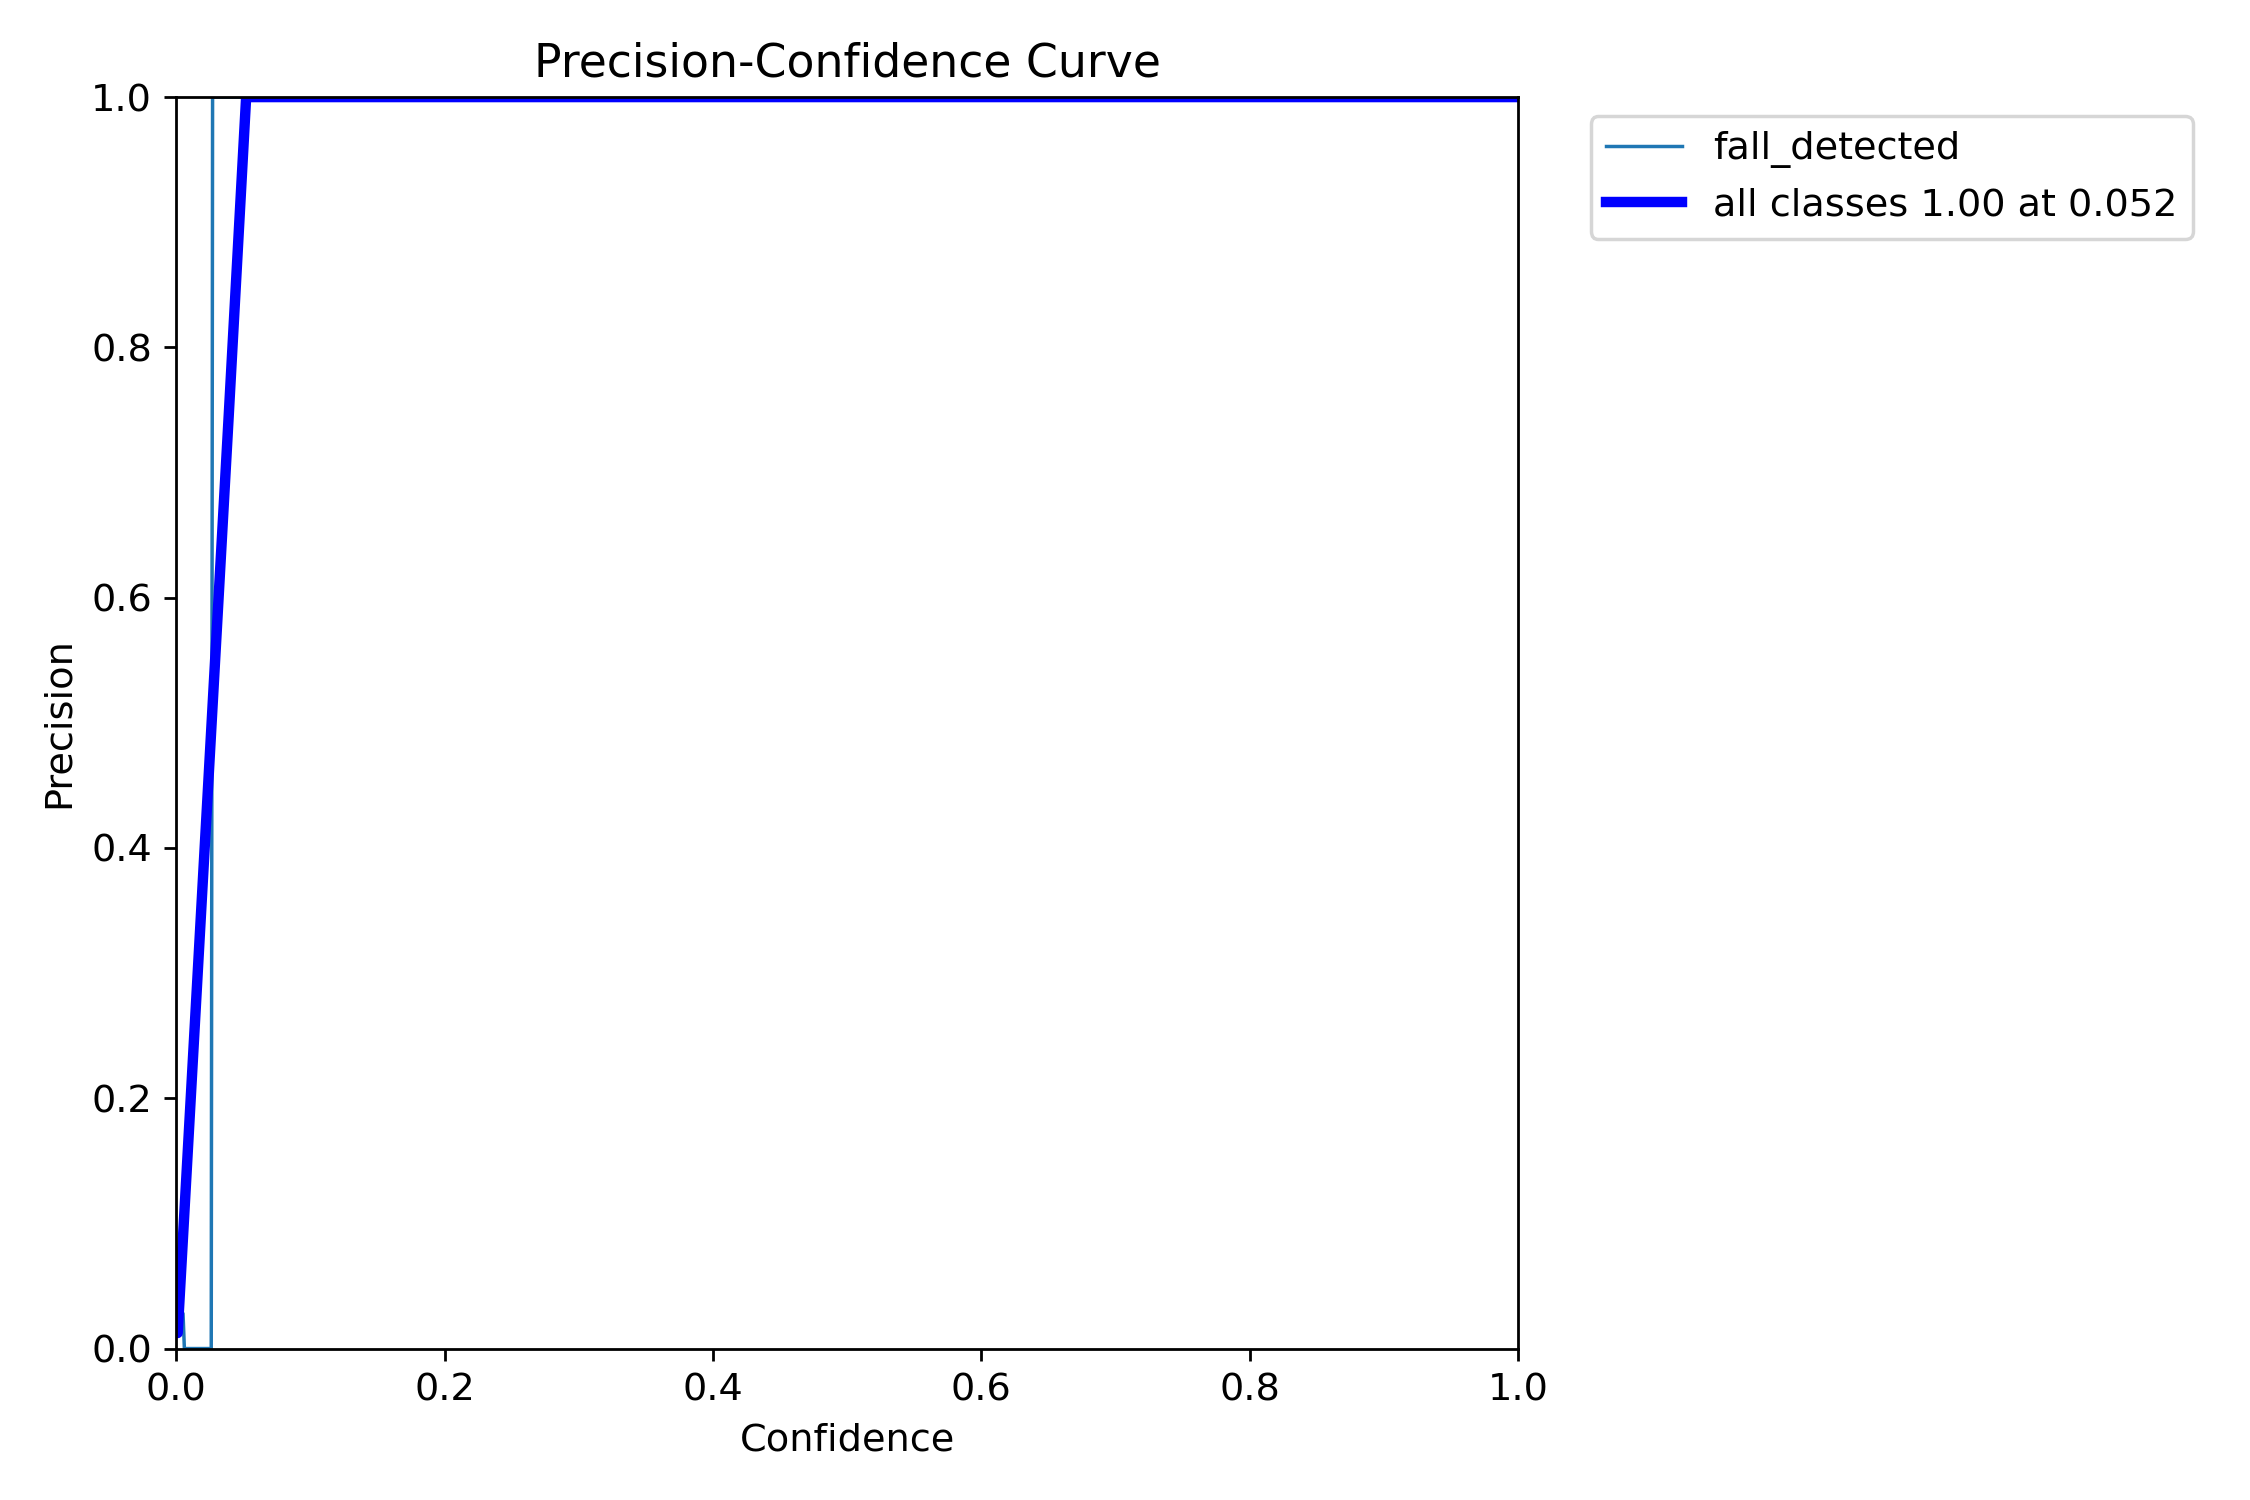 Precision-Confidence Curve
1.0
0.8
0.6
0.4
0.2
0.0
Precision
0.0 0.2 0.4 0.6 0.8 1.0
Confidence
fall_detected
all classes 1.00 at 0.052